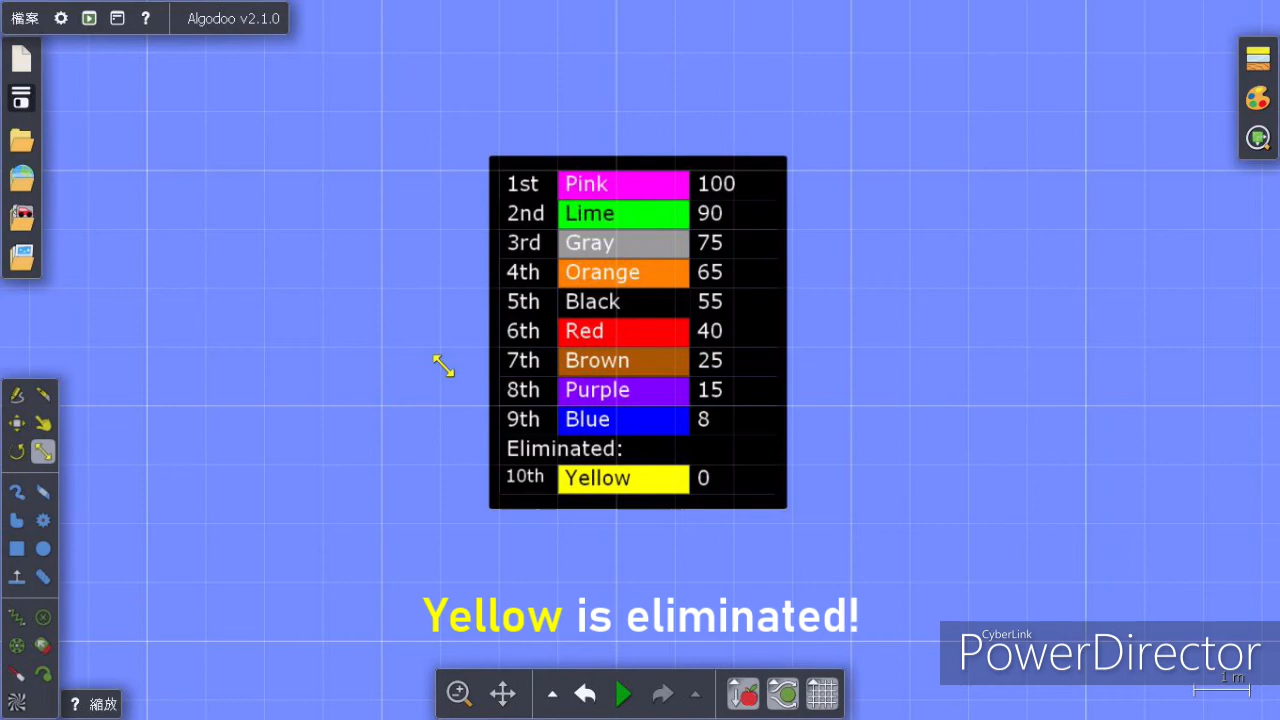 檔案 ? Algodoo v2.1.0
1st Pink 100
2nd Lime 90
3rd Gray 75
4th Orange 65
5th Black 55
6th Red 40
7th Brown 25
8th Purple 15
9th Blue 8
Eliminated:
10th Yellow 0
Yellow is eliminated!
CyberLink
PowerDirector
1 m
? 縮放